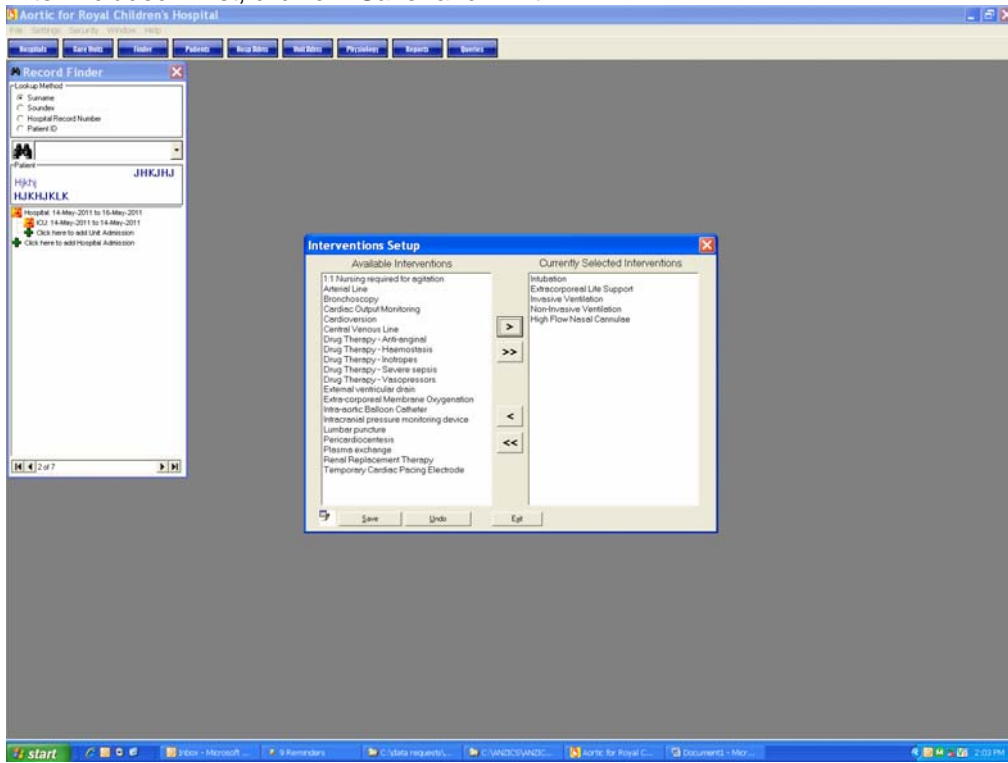 Aortic for Royal Children's Hospital
File Settings Security Window Help
Hospitals Care Units Finder Patients Hosp Adms Unit Adms Physiology Reports Queries
Record Finder
Lookup Method
Surname
Soundex
Hospital Record Number
Patient ID
Patient
JHKJHJ
Hjkhj
HJKHJKLK
Hospital: 14-May-2011 to 16-May-2011
ICU: 14-May-2011 to 14-May-2011
Click here to add Unit Admission
Click here to add Hospital Admission
2 of 7
Interventions Setup
Available Interventions
1:1 Nursing required for agitation
Arterial Line
Bronchoscopy
Cardiac Output Monitoring
Cardioversion
Central Venous Line
Drug Therapy - Anti-anginal
Drug Therapy - Haemostasis
Drug Therapy - Inotropes
Drug Therapy - Severe sepsis
Drug Therapy - Vasopressors
External ventricular drain
Extra-corporeal Membrane Oxygenation
Intra-aortic Balloon Catheter
Intracranial pressure monitoring device
Lumbar puncture
Pericardiocentesis
Plasma exchange
Renal Replacement Therapy
Temporary Cardiac Pacing Electrode
>
>>
<
<<
Currently Selected Interventions
Intubation
Extracorporeal Life Support
Invasive Ventilation
Non-Invasive Ventilation
High Flow Nasal Cannulae
Save Undo Exit
start Inbox - Microsoft ... 9 Reminders C:\data requests\... C:\ANZICS\ANZIC... Aortic for Royal C... Document1 - Micr... 2:03 PM